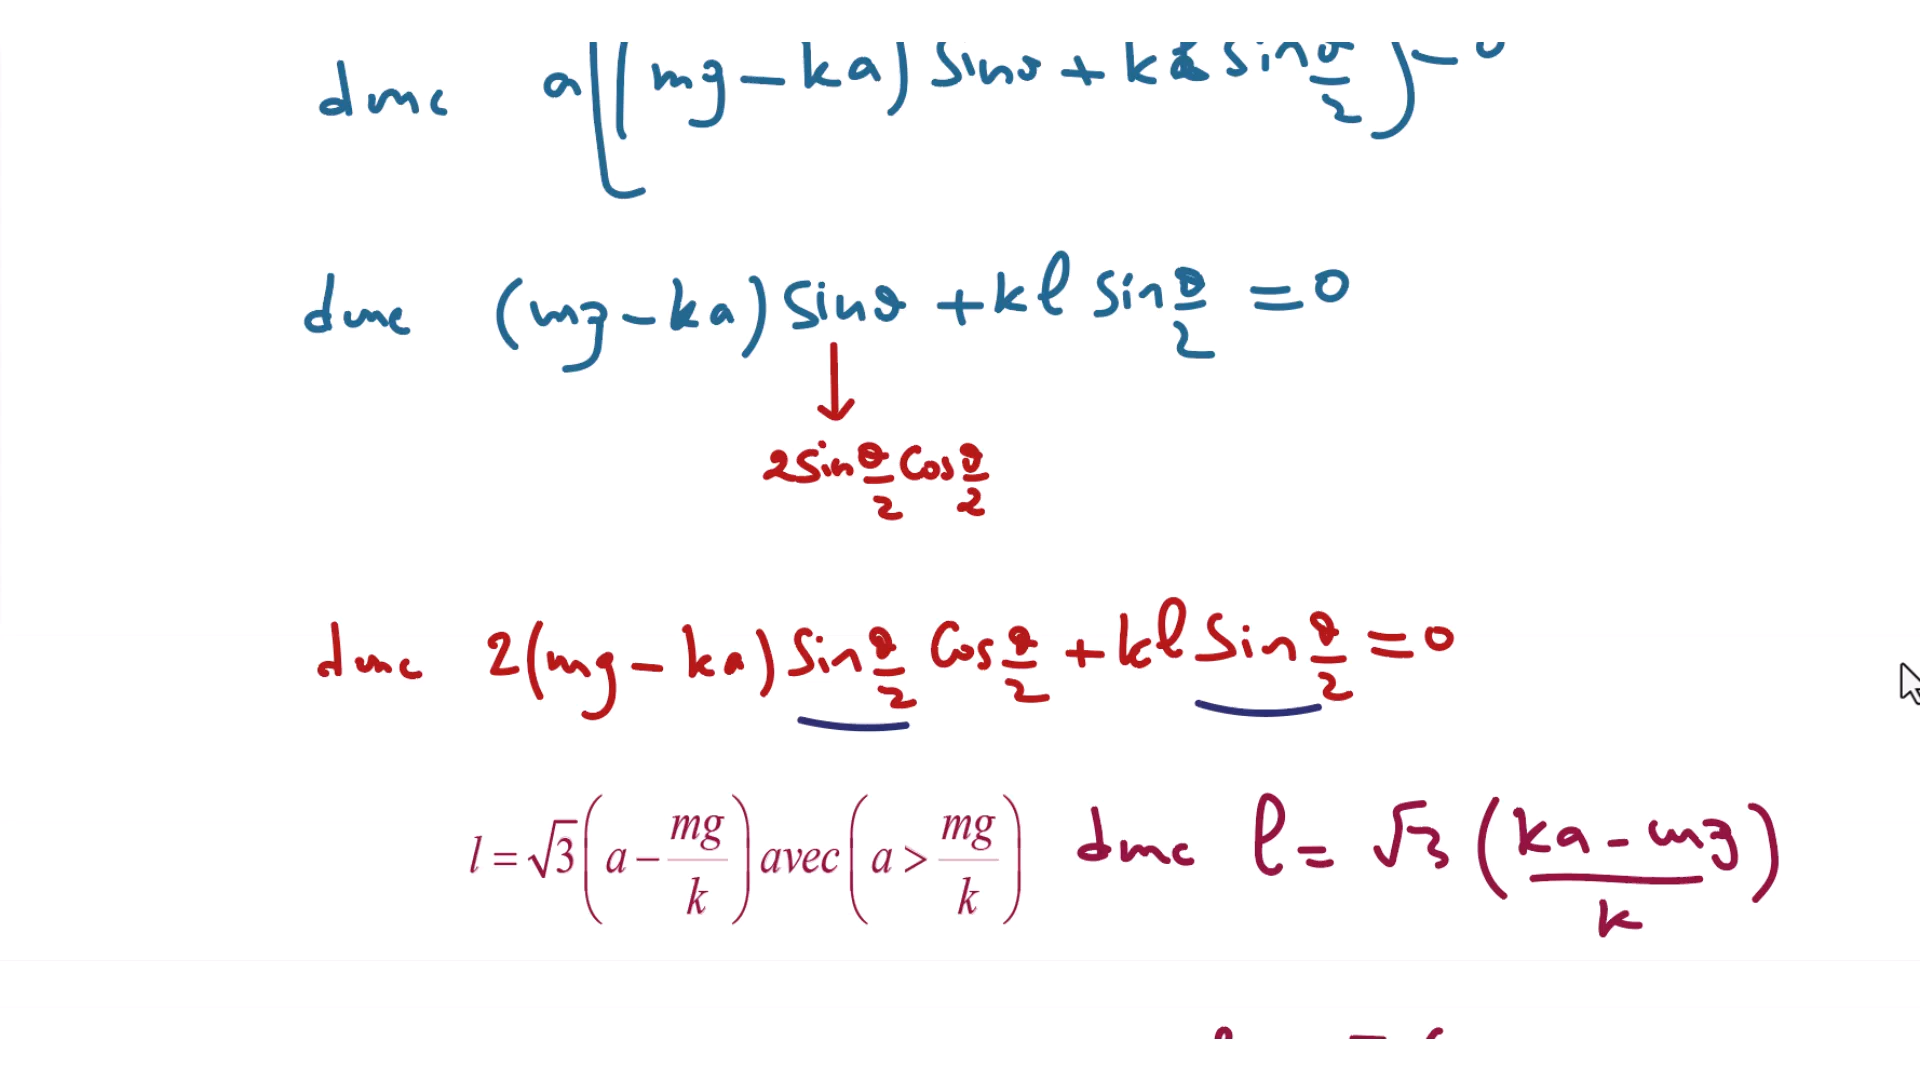 donc a[(mg - ka) sinθ + kl sin θ/2] = 0
donc (mg - ka) sinθ + kl sin θ/2 = 0
2 sin θ/2 cos θ/2
donc 2(mg - ka) sin θ/2 cos θ/2 + kl sin θ/2 = 0
l = √3 (a - mg/k) avec (a > mg/k) donc l = √3 ((ka - mg)/k)